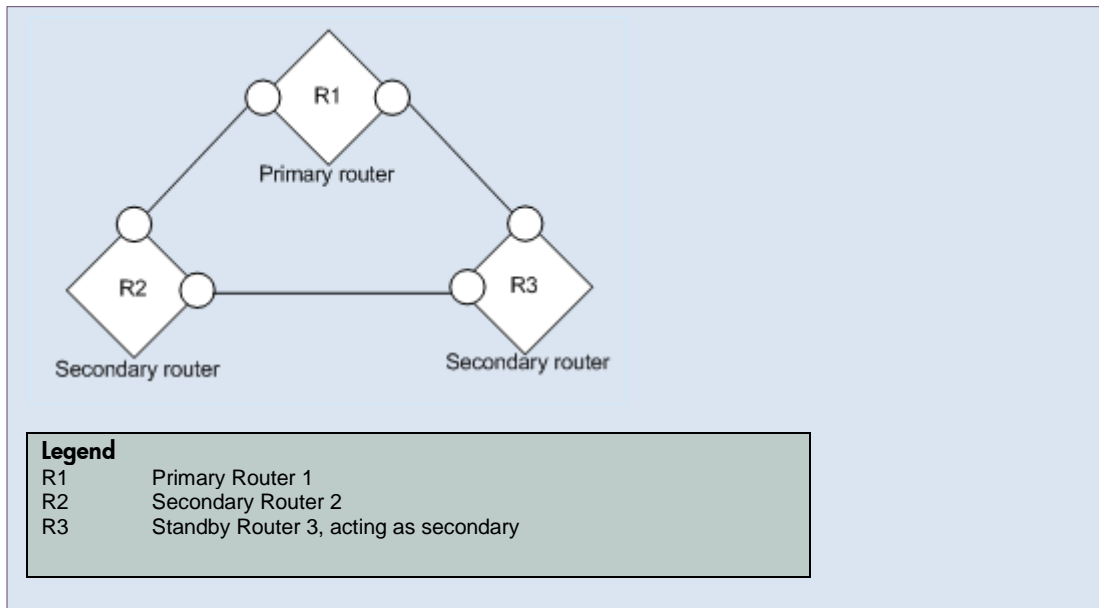 R1
Primary router
R2
R3
Secondary router
Secondary router
Legend
R1 Primary Router 1
R2 Secondary Router 2
R3 Standby Router 3, acting as secondary